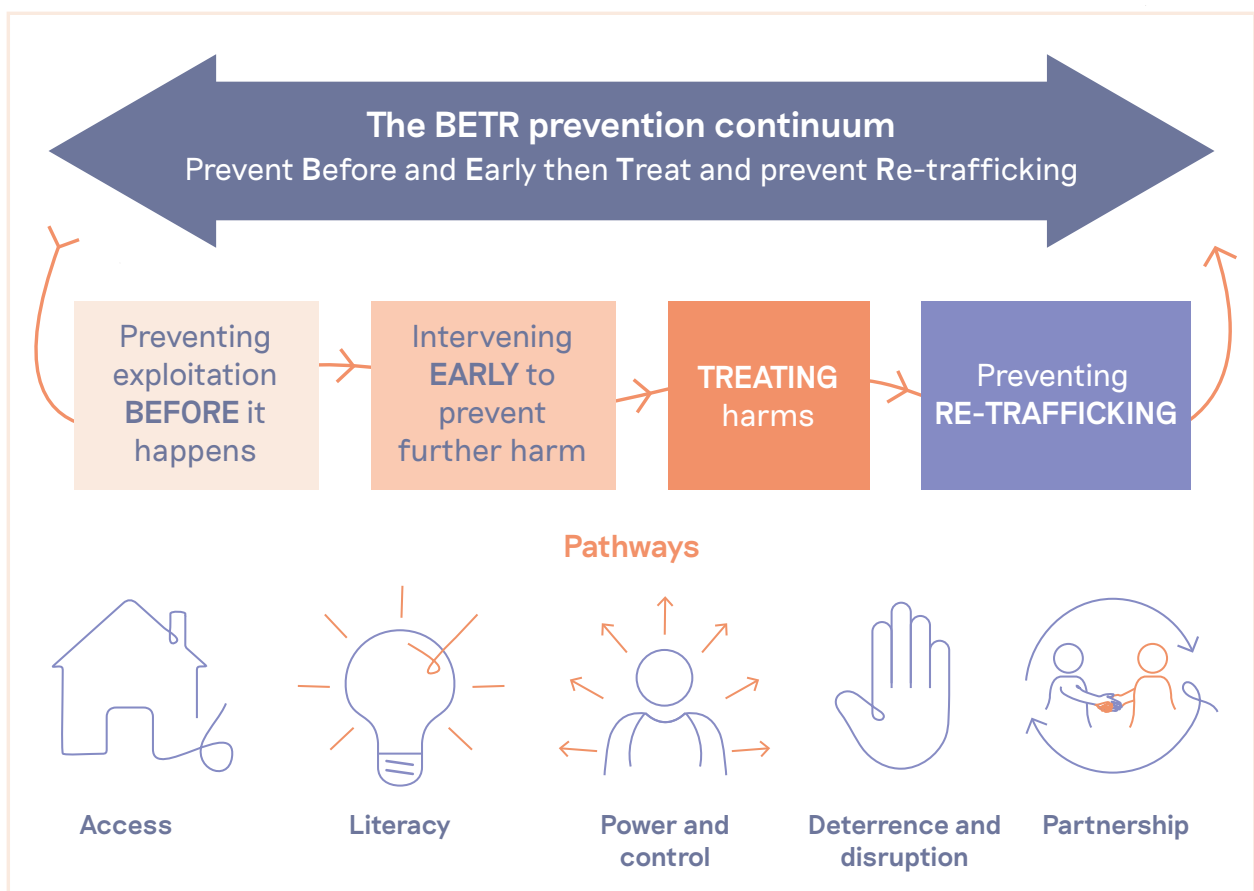 The BETR prevention continuum
Prevent Before and Early then Treat and prevent Re-trafficking
Preventing
exploitation
BEFORE it
happens
Intervening
EARLY to
prevent
further harm
TREATING
harms
Preventing
RE-TRAFFICKING
Pathways
Access
Literacy
Power and
control
Deterrence and
disruption
Partnership